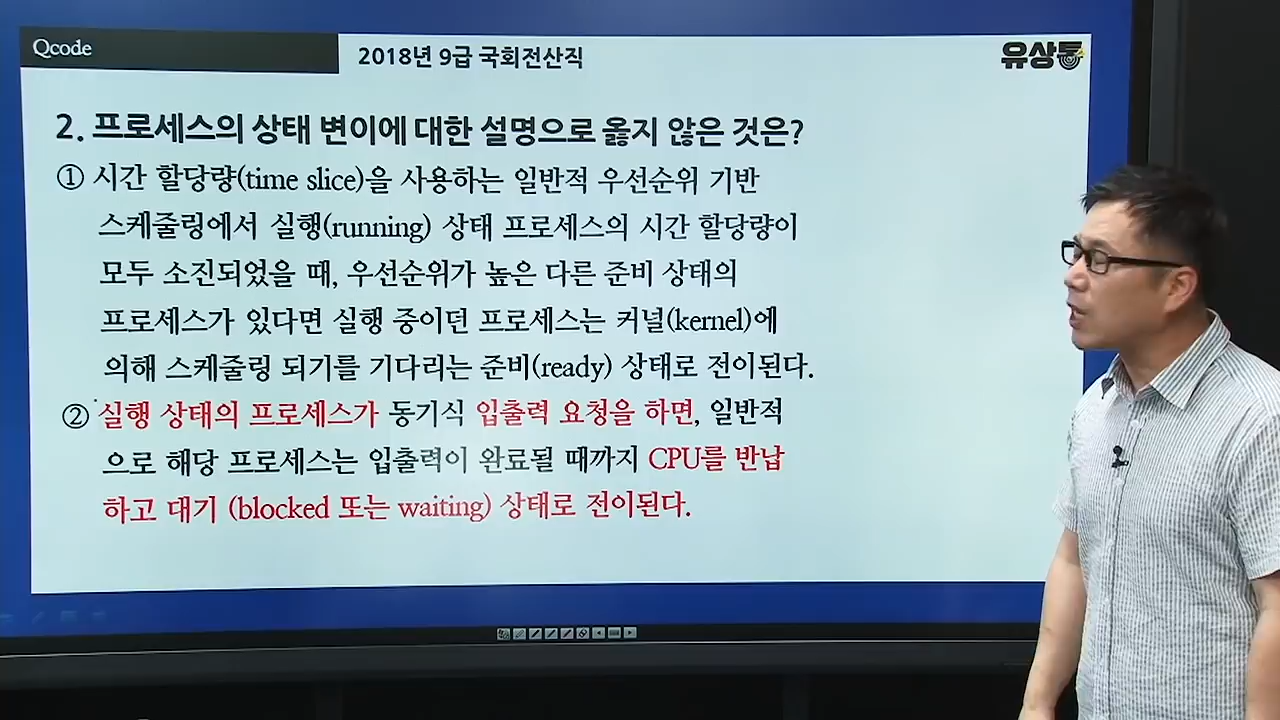 Qcode
2018년 9급 국회전산직
유상통
2. 프로세스의 상태 변이에 대한 설명으로 옳지 않은 것은?
① 시간 할당량(time slice)을 사용하는 일반적 우선순위 기반
스케줄링에서 실행(running) 상태 프로세스의 시간 할당량이
모두 소진되었을 때, 우선순위가 높은 다른 준비 상태의
프로세스가 있다면 실행 중이던 프로세스는 커널(kernel)에
의해 스케줄링 되기를 기다리는 준비(ready) 상태로 전이된다.
② 실행 상태의 프로세스가 동기식 입출력 요청을 하면, 일반적
으로 해당 프로세스는 입출력이 완료될 때까지 CPU를 반납
하고 대기 (blocked 또는 waiting) 상태로 전이된다.